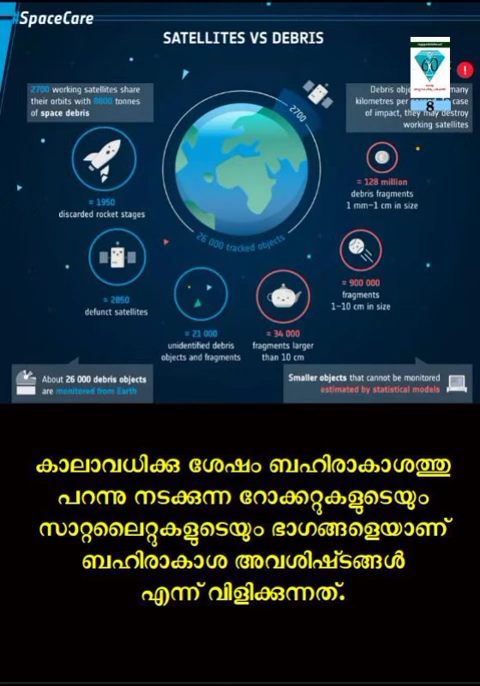 #SpaceCare
SATELLITES VS DEBRIS
2700 working satellites share
their orbits with 8800 tonnes
of space debris
2700
60
8
Debris many
kilometres per case
of impact, they may destroy
working satellites
≈ 1950
discarded rocket stages
≈ 128 million
debris fragments
1 mm–1 cm in size
26 000 tracked objects
≈ 2850
defunct satellites
≈ 900 000
fragments
1–10 cm in size
≈ 21 000
unidentified debris
objects and fragments
≈ 34 000
fragments larger
than 10 cm
About 26 000 debris objects
are monitored from Earth
Smaller objects that cannot be monitored
estimated by statistical models
കാലാവധിക്കു ശേഷം ബഹിരാകാശത്തു
പറന്നു നടക്കുന്ന റോക്കറ്റുകളുടെയും
സാറ്റലൈറ്റുകളുടെയും ഭാഗങ്ങളെയാണ്
ബഹിരാകാശ അവശിഷ്ടങ്ങൾ
എന്ന് വിളിക്കുന്നത്.